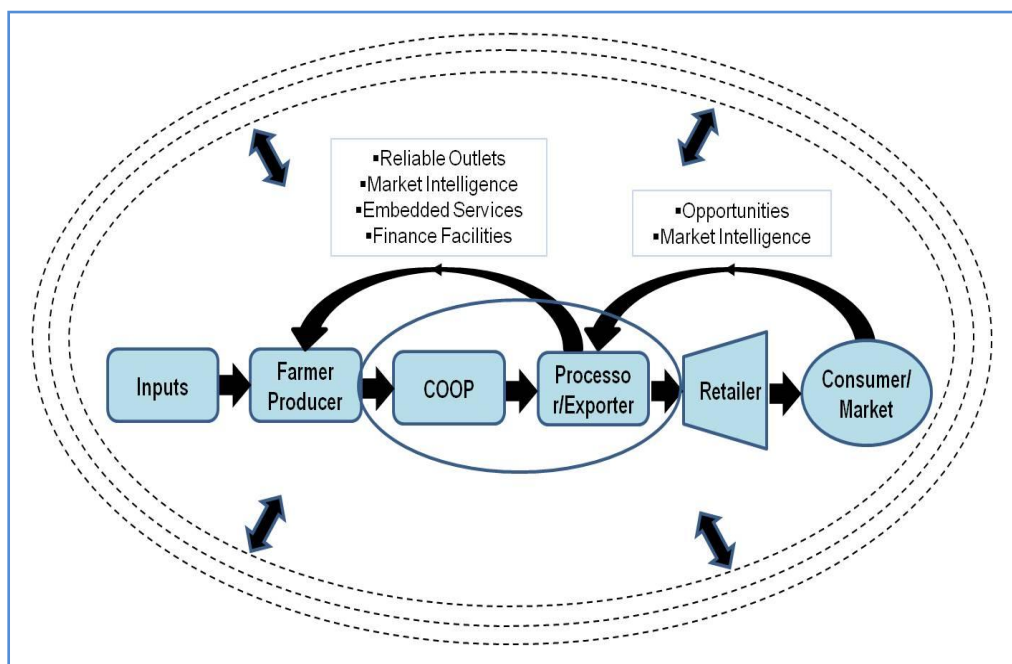 ▪Reliable Outlets
▪Market Intelligence
▪Embedded Services
▪Finance Facilities
▪Opportunities
▪Market Intelligence
Inputs
Farmer
Producer
COOP
Processo
r/Exporter
Retailer
Consumer/
Market